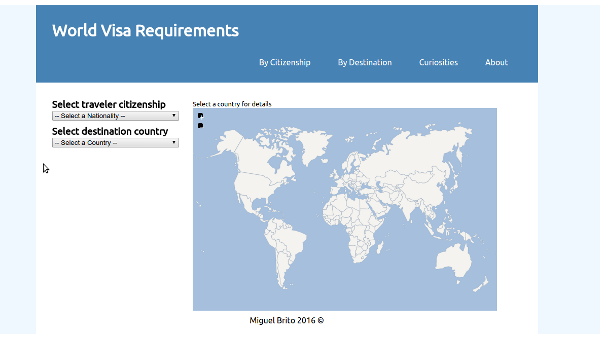 World Visa Requirements
By Citizenship By Destination Curiosities About
Select traveler citizenship
-- Select a Nationality --
Select destination country
-- Select a Country --
Select a country for details
Miguel Brito 2016 ©